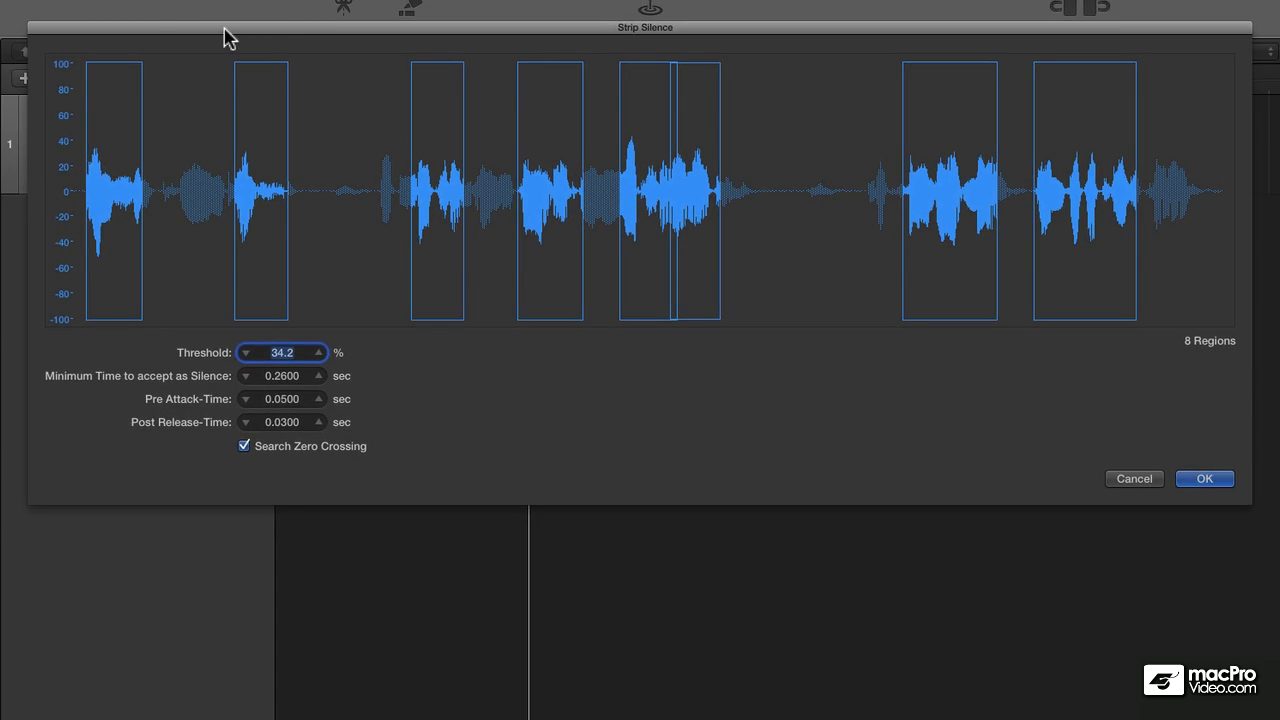 Strip Silence
100
80
60
40
20
0
-20
-40
-60
-80
-100
1
8 Regions
Threshold: 34.2 %
Minimum Time to accept as Silence: 0.2600 sec
Pre Attack-Time: 0.0500 sec
Post Release-Time: 0.0300 sec
Search Zero Crossing
Cancel OK
macPro
Video.com